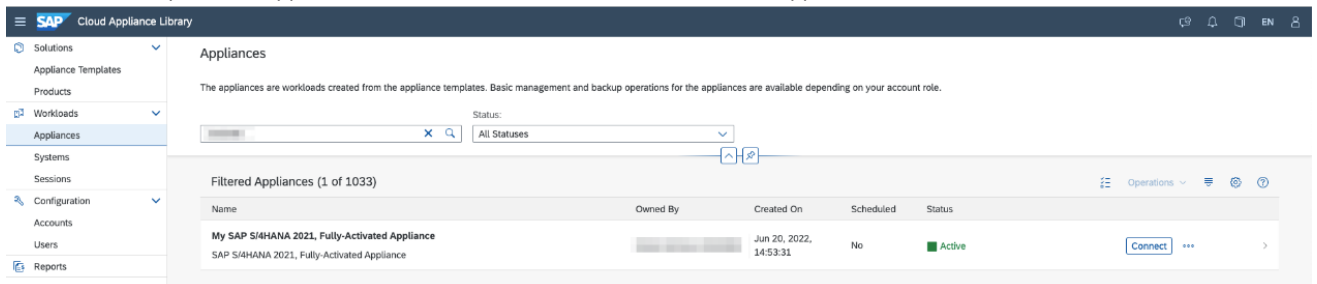 SAP Cloud Appliance Library EN
Solutions
Appliance Templates
Products
Workloads
Appliances
Systems
Sessions
Configuration
Accounts
Users
Reports
Appliances
The appliances are workloads created from the appliance templates. Basic management and backup operations for the appliances are available depending on your account role.
Status:
All Statuses
Filtered Appliances (1 of 1033) Operations
Name Owned By Created On Scheduled Status
My SAP S/4HANA 2021, Fully-Activated Appliance
SAP S/4HANA 2021, Fully-Activated Appliance
Jun 20, 2022,
14:53:31
No
Active
Connect